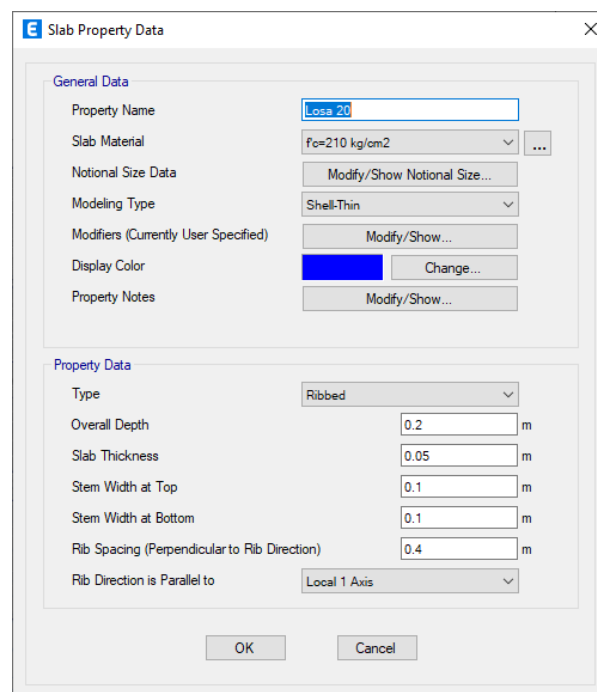 E Slab Property Data
General Data
Property Name Losa 20
Slab Material f'c=210 kg/cm2 ...
Notional Size Data Modify/Show Notional Size...
Modeling Type Shell-Thin
Modifiers (Currently User Specified) Modify/Show...
Display Color Change...
Property Notes Modify/Show...
Property Data
Type Ribbed
Overall Depth 0.2 m
Slab Thickness 0.05 m
Stem Width at Top 0.1 m
Stem Width at Bottom 0.1 m
Rib Spacing (Perpendicular to Rib Direction) 0.4 m
Rib Direction is Parallel to Local 1 Axis
OK Cancel